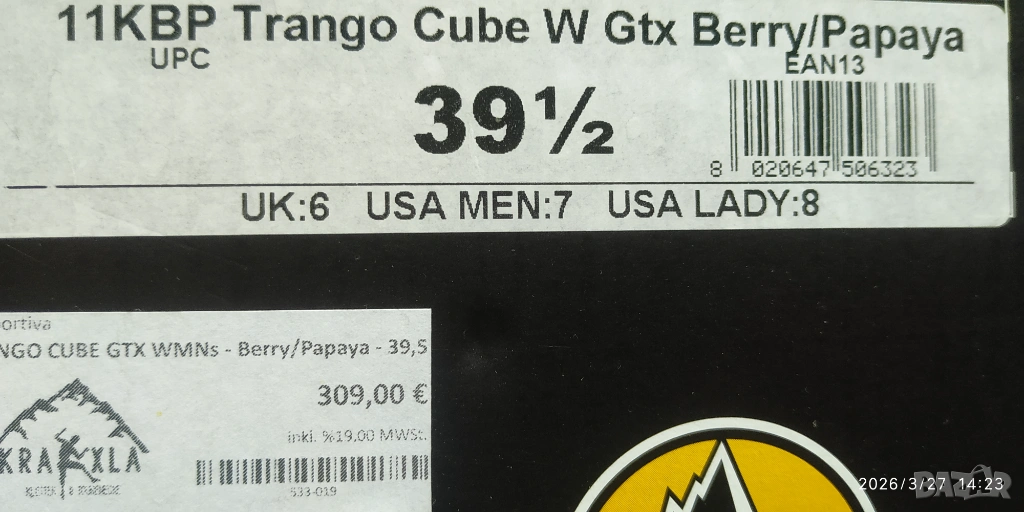 11KBP Trango Cube W Gtx Berry/Papaya
UPC
EAN13
39½
8 020647 506323
UK:6 USA MEN:7 USA LADY:8
ortiva
NGO CUBE GTX WMNs - Berry/Papaya - 39,5
309,00 €
inkl. %19.00 MWSt.
KRAXLA
533-019
2026/3/27 14:23
BAZAR